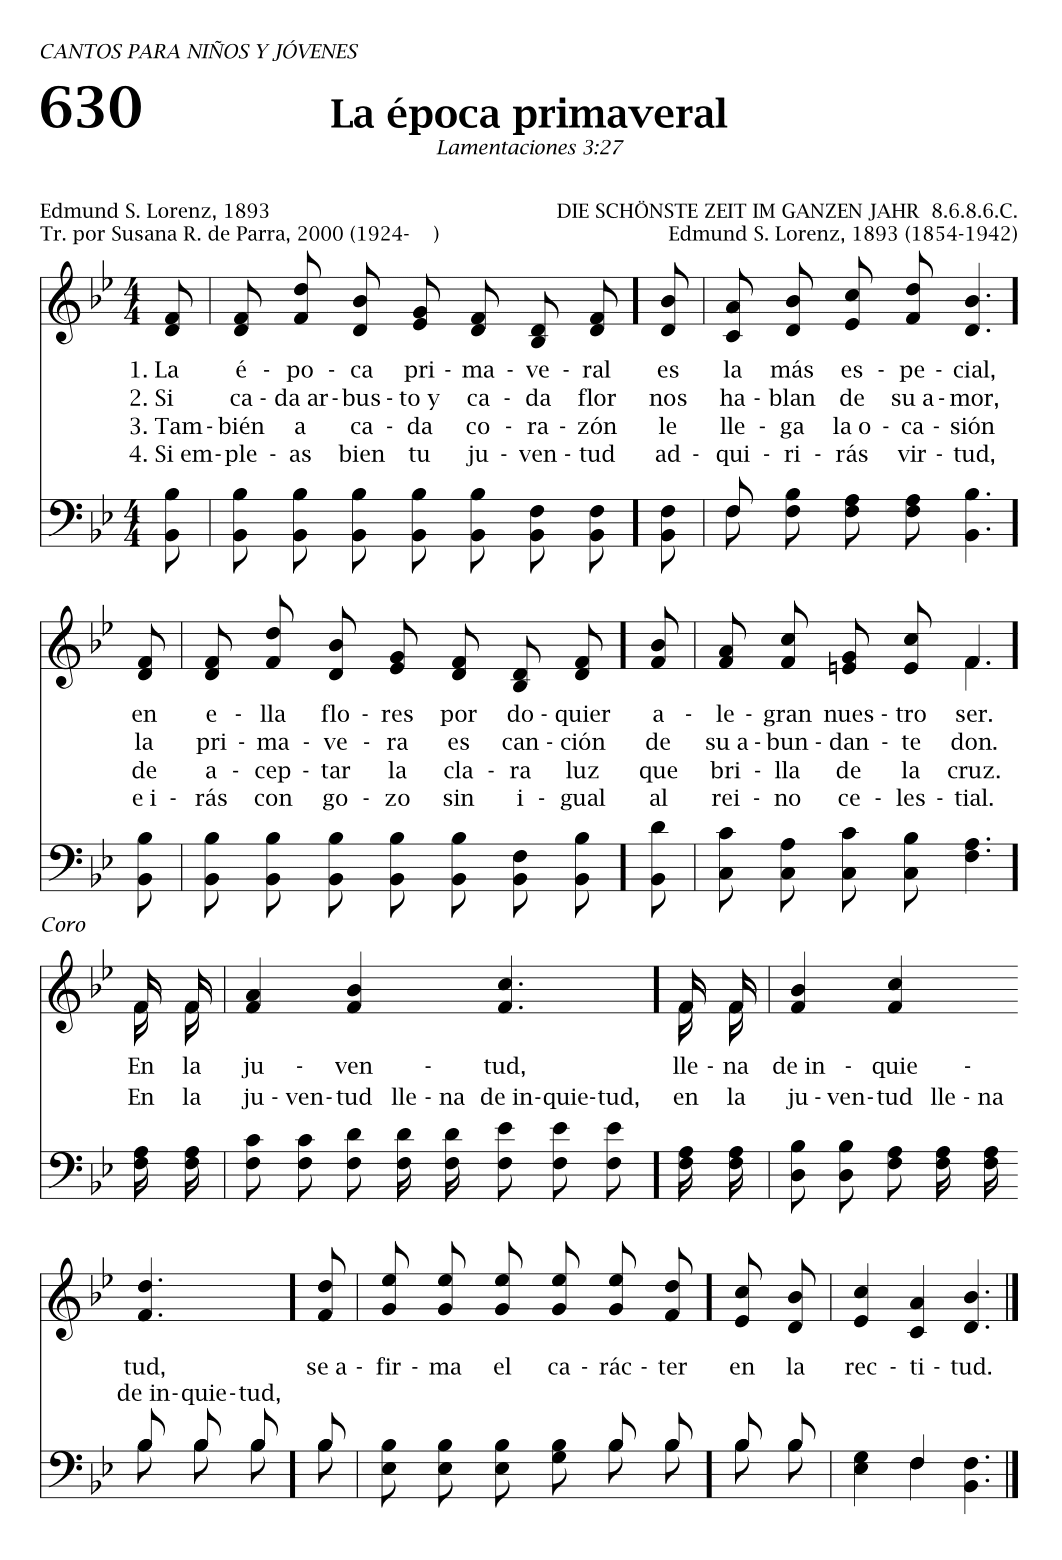 CANTOS PARA NIÑOS Y JÓVENES
630 La época primaveral
Lamentaciones 3:27
Edmund S. Lorenz, 1893 DIE SCHÖNSTE ZEIT IM GANZEN JAHR 8.6.8.6.C.
Tr. por Susana R. de Parra, 2000 (1924- ) Edmund S. Lorenz, 1893 (1854-1942)
4 4
1. La é - po - ca pri - ma - ve - ral es la más es - pe - cial,
2. Si ca - da ar - bus - to y ca - da flor nos ha - blan de su a - mor,
3. Tam - bién a ca - da co - ra - zón le lle - ga la o - ca - sión
4. Si em - ple - as bien tu ju - ven - tud ad - qui - ri - rás vir - tud,
4 4
en e - lla flo - res por do - quier a - le - gran nues - tro ser.
la pri - ma - ve - ra es can - ción de su a - bun - dan - te don.
de a - cep - tar la cla - ra luz que bri - lla de la cruz.
e i - rás con go - zo sin i - gual al rei - no ce - les - tial.
Coro
En la ju - ven - tud, lle - na de in - quie -
En la ju - ven - tud lle - na de in - quie - tud, en la ju - ven - tud lle - na
tud, se a - fir - ma el ca - rác - ter en la rec - ti - tud.
de in - quie - tud,